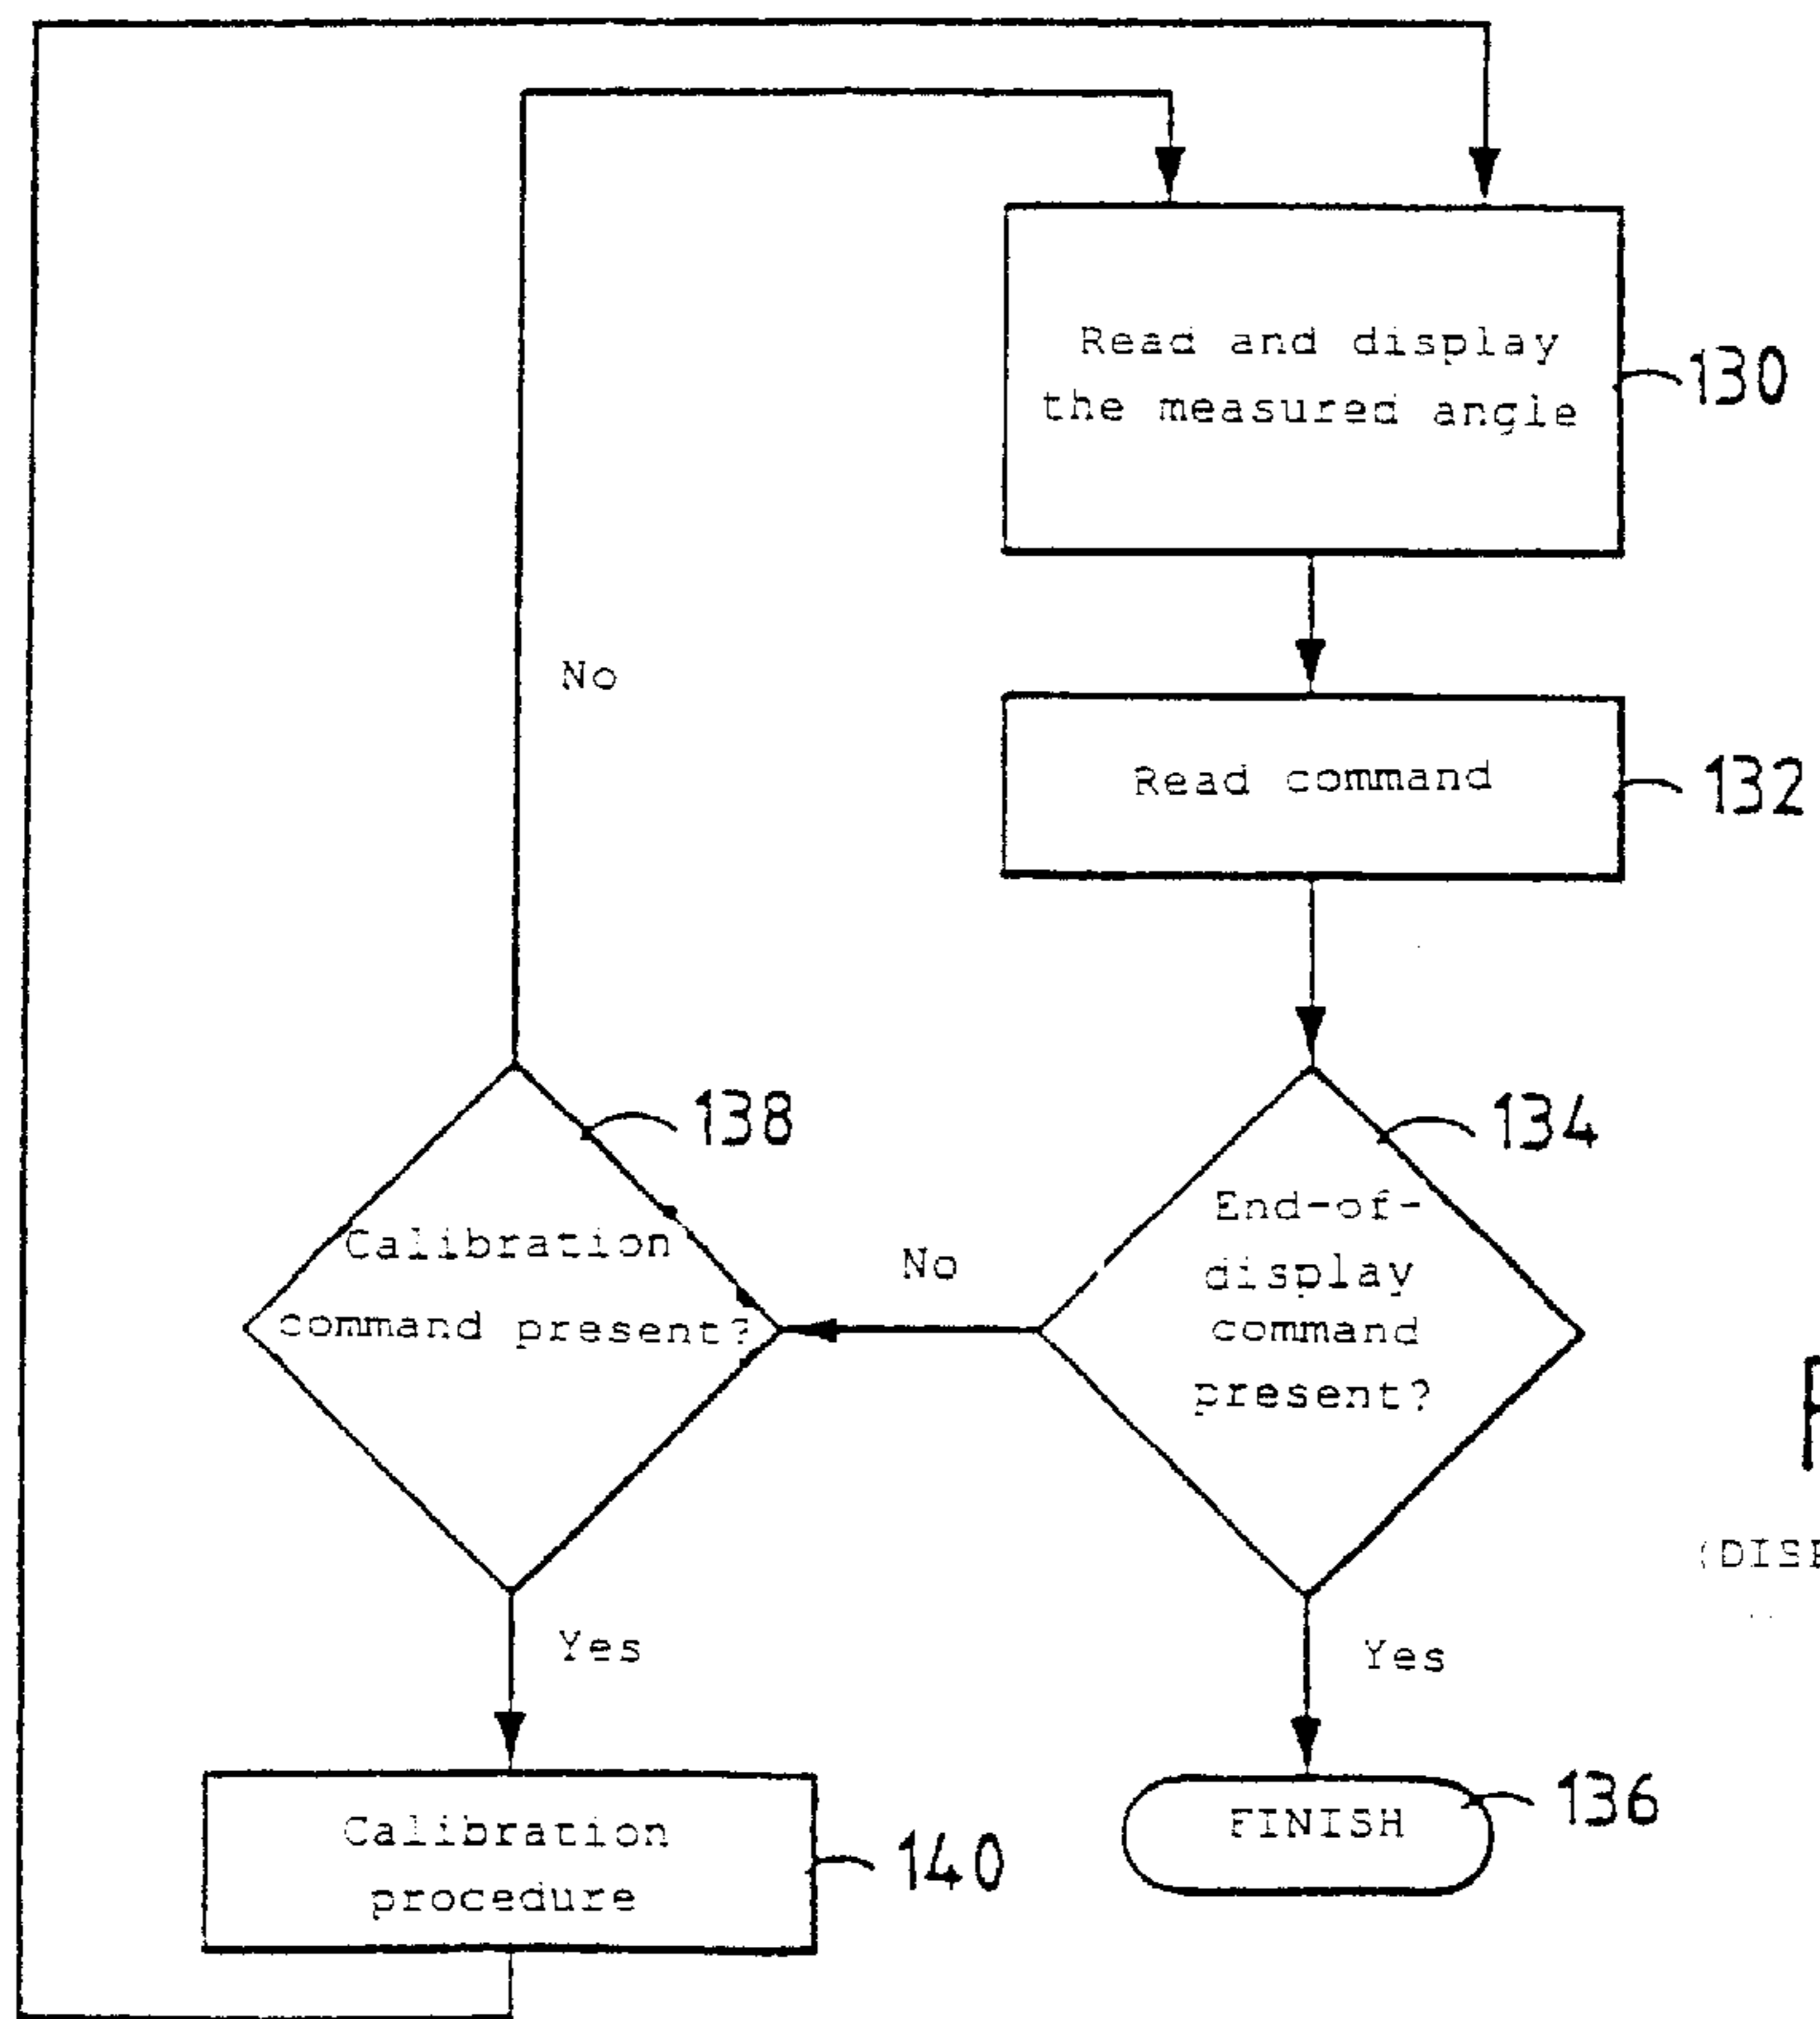 Read and display
the measured angle
130
No
Read command
132
138
134
Calibration
command present?
No
End-of-
display
command
present?
Yes
Yes
Calibration
procedure
140
FINISH
136